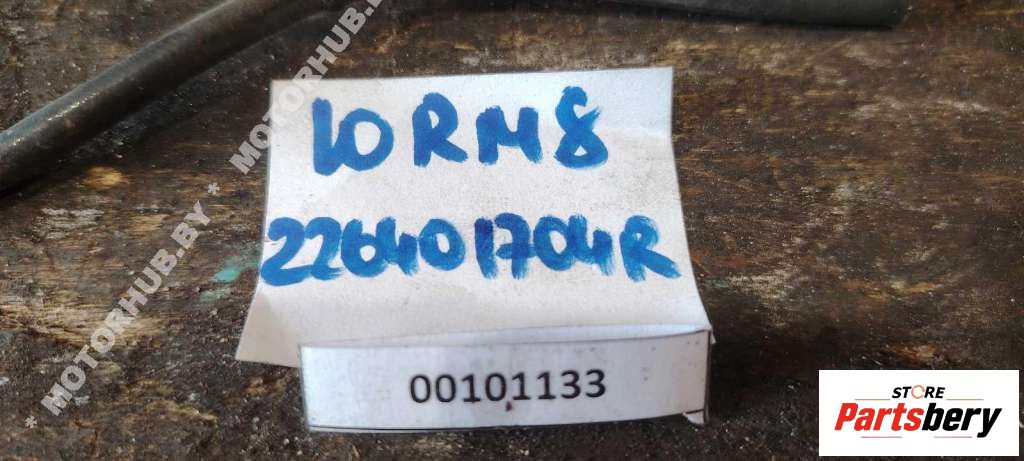 10RM8
226401704R
00101133
* MOTORHUB.BY * MOTORHUB.BY
STORE
Partsbery